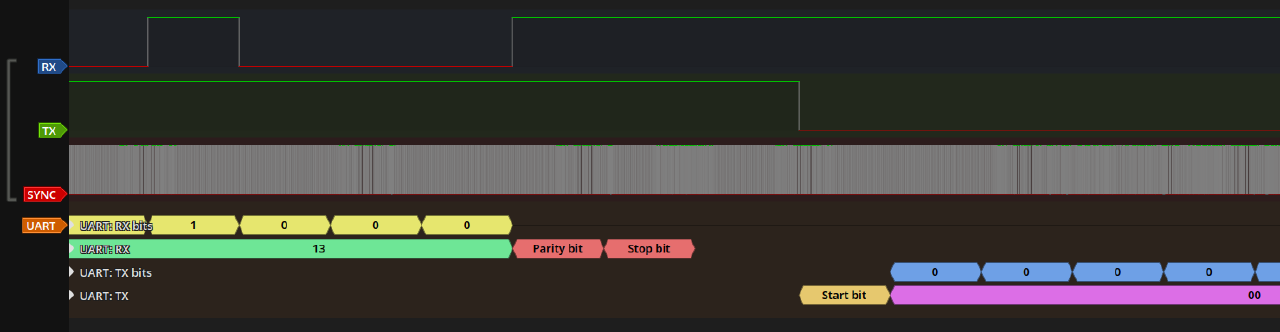 RX
TX
SYNC
UART UART: RX bits 1 0 0 0
UART: RX 13 Parity bit Stop bit
UART: TX bits 0 0 0 0
UART: TX Start bit 00